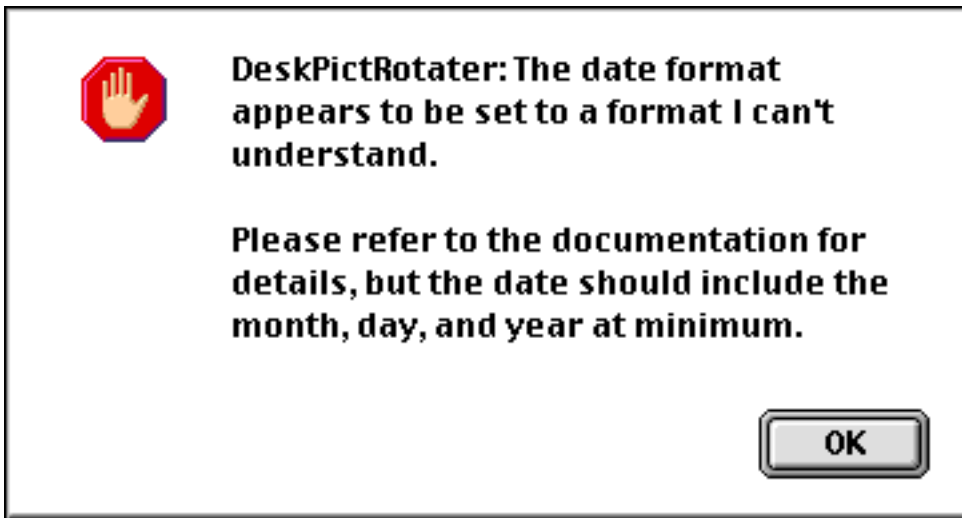 DeskPictRotater: The date format
appears to be set to a format I can't
understand.
Please refer to the documentation for
details, but the date should include the
month, day, and year at minimum.
OK